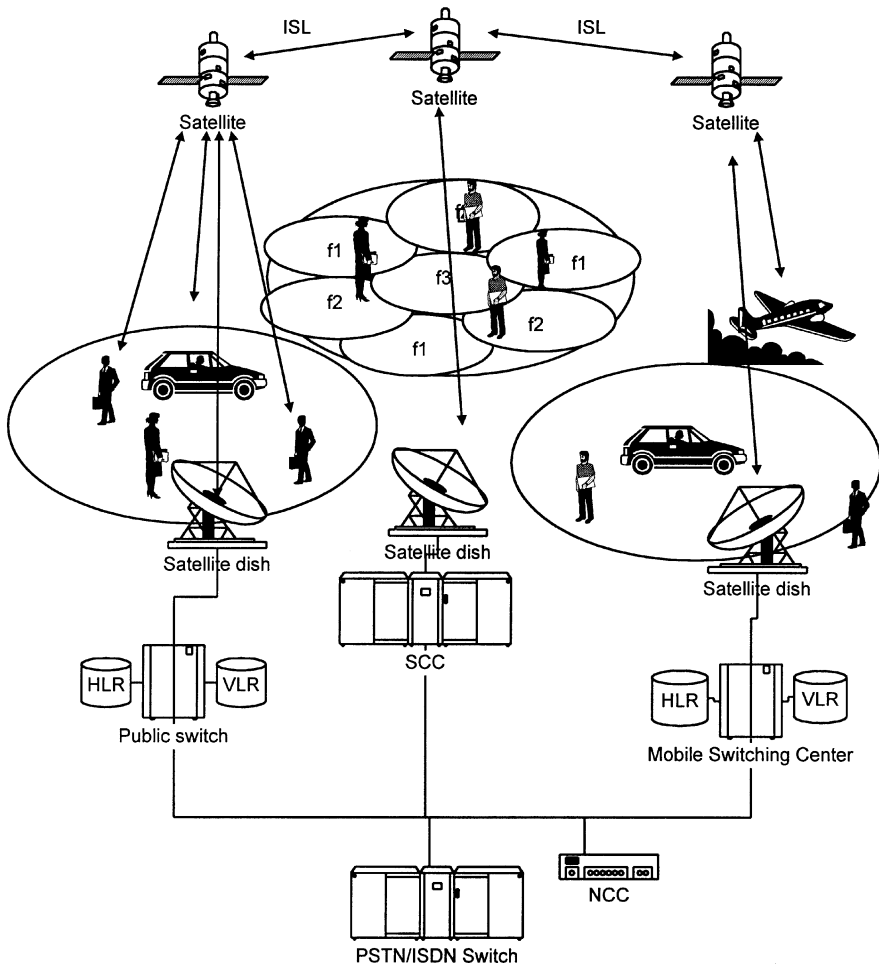 ISL
ISL
Satellite
Satellite
Satellite
f1
f3
f1
f2
f2
f1
Satellite dish
Satellite dish
Satellite dish
SCC
HLR
VLR
HLR
VLR
Public switch
Mobile Switching Center
NCC
PSTN/ISDN Switch